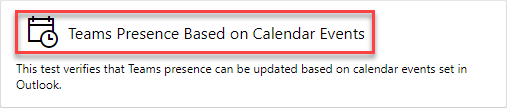 Teams Presence Based on Calendar Events
This test verifies that Teams presence can be updated based on calendar events set in
Outlook.